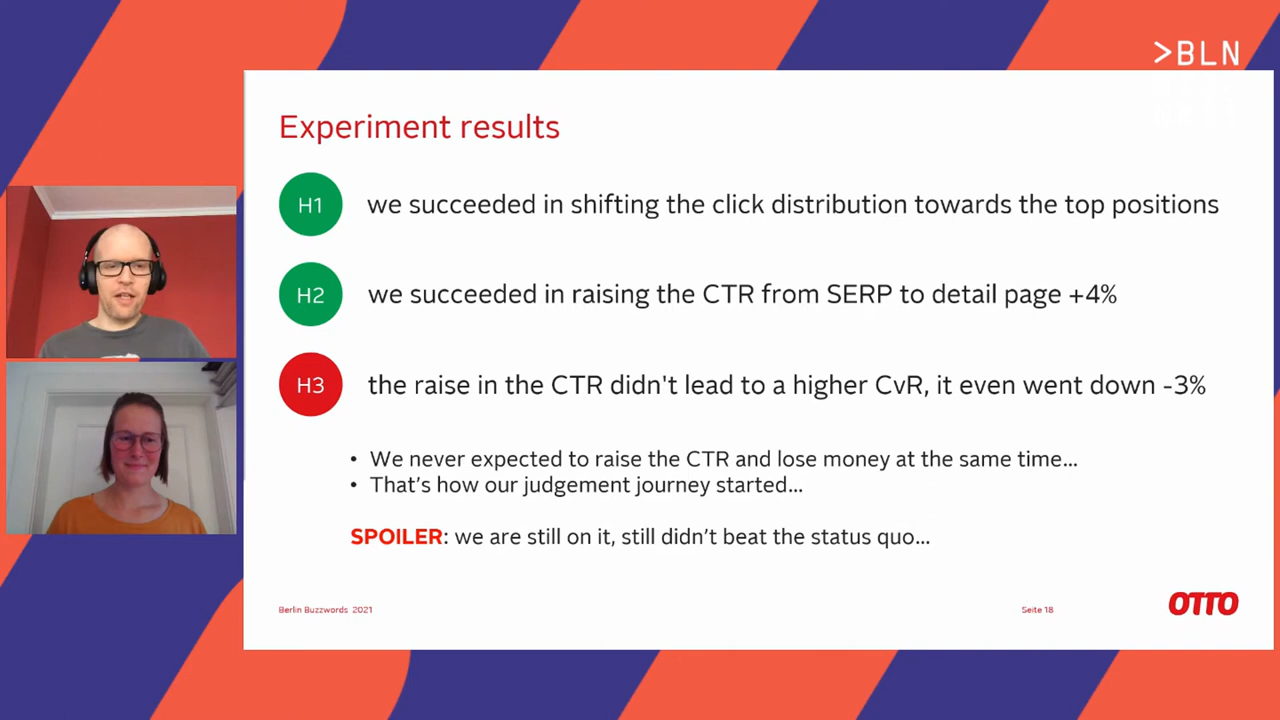 >BLN
Experiment results
H1 we succeeded in shifting the click distribution towards the top positions
H2 we succeeded in raising the CTR from SERP to detail page +4%
H3 the raise in the CTR didn't lead to a higher CvR, it even went down -3%
• We never expected to raise the CTR and lose money at the same time...
• That's how our judgement journey started...
SPOILER: we are still on it, still didn't beat the status quo...
Berlin Buzzwords 2021
Seite 18
OTTO